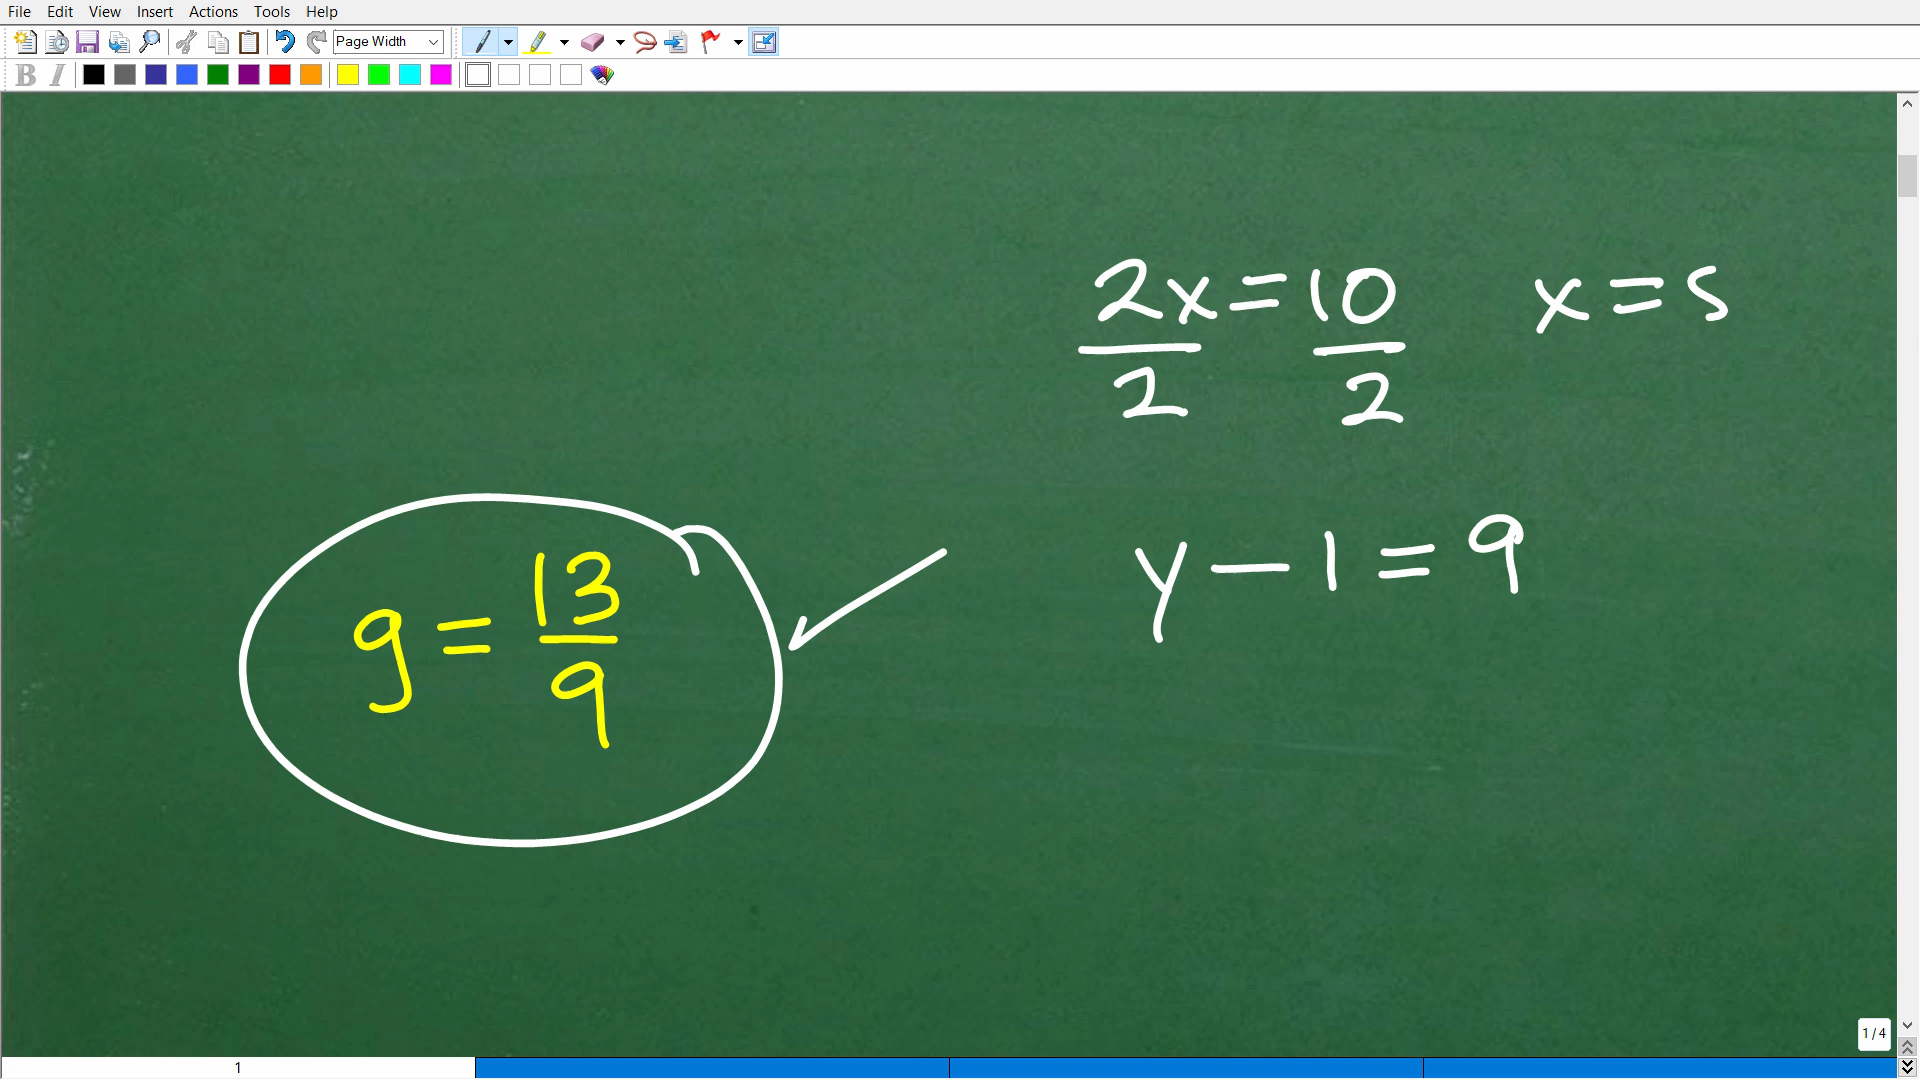 File Edit View Insert Actions Tools Help
Page Width
B I
2x=10 x=5
2 2
y-1=9
g=13
9
1/4
1